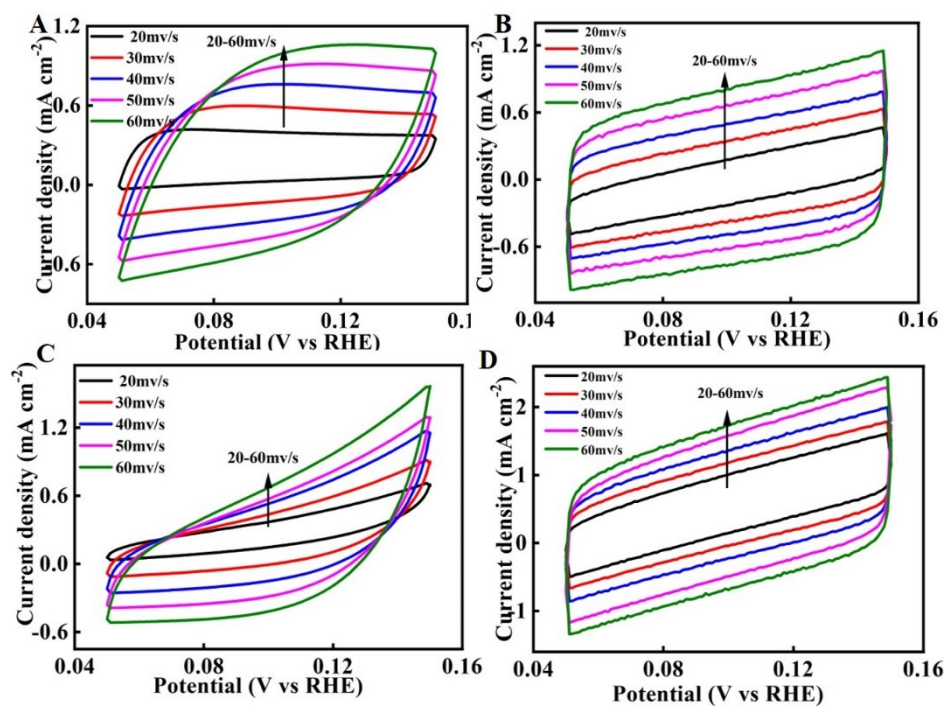 A
Current density (mA cm-2)
1.2
0.6
0.0
-0.6
20mv/s
30mv/s
40mv/s
50mv/s
60mv/s
20-60mv/s
0.04
0.08
0.12
0.1
Potential (V vs RHE)
B
Current density (mA cm-2)
1.2
0.6
0.0
-0.6
20mv/s
30mv/s
40mv/s
50mv/s
60mv/s
20-60mv/s
0.04
0.08
0.12
0.16
Potential (V vs RHE)
C
Current density (mA cm-2)
1.2
0.6
0.0
-0.6
20mv/s
30mv/s
40mv/s
50mv/s
60mv/s
20-60mv/s
0.04
0.08
0.12
0.16
Potential (V vs RHE)
D
Current density (mA cm-2)
2
1
0
1
20mv/s
30mv/s
40mv/s
50mv/s
60mv/s
20-60mv/s
0.04
0.08
0.12
0.16
Potential (V vs RHE)